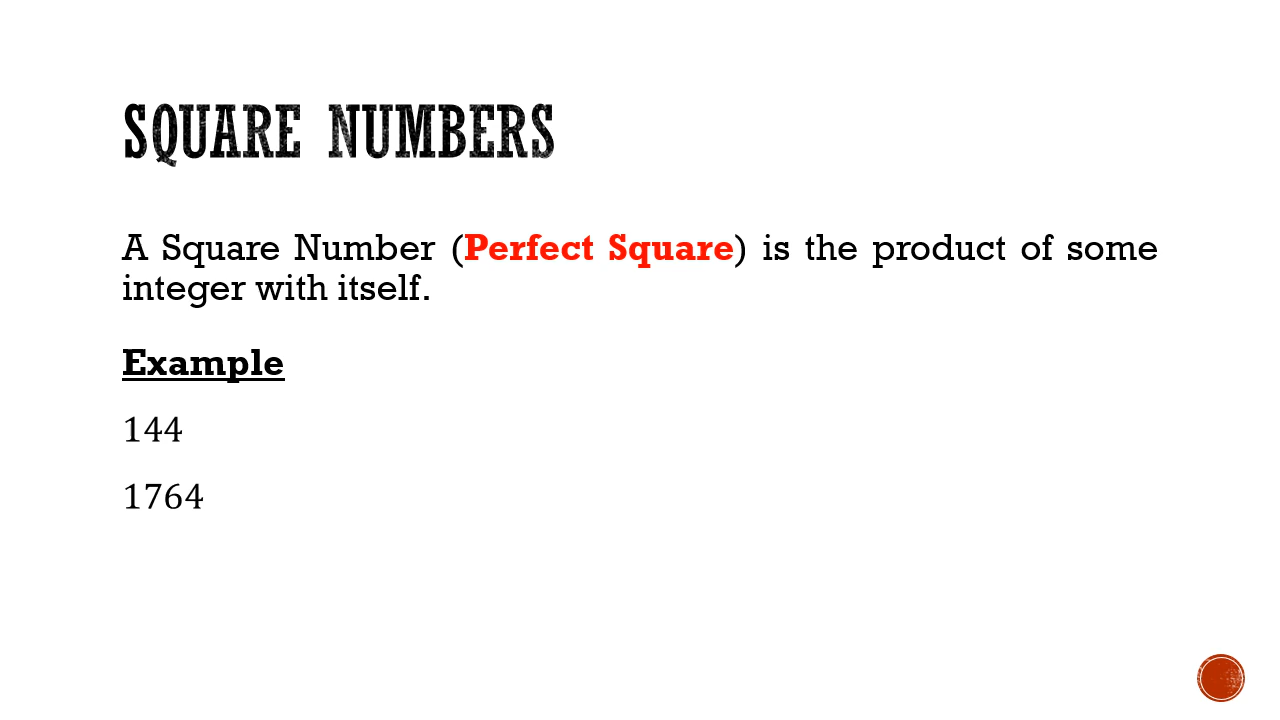 SQUARE NUMBERS
A Square Number (Perfect Square) is the product of some
integer with itself.
Example
144
1764